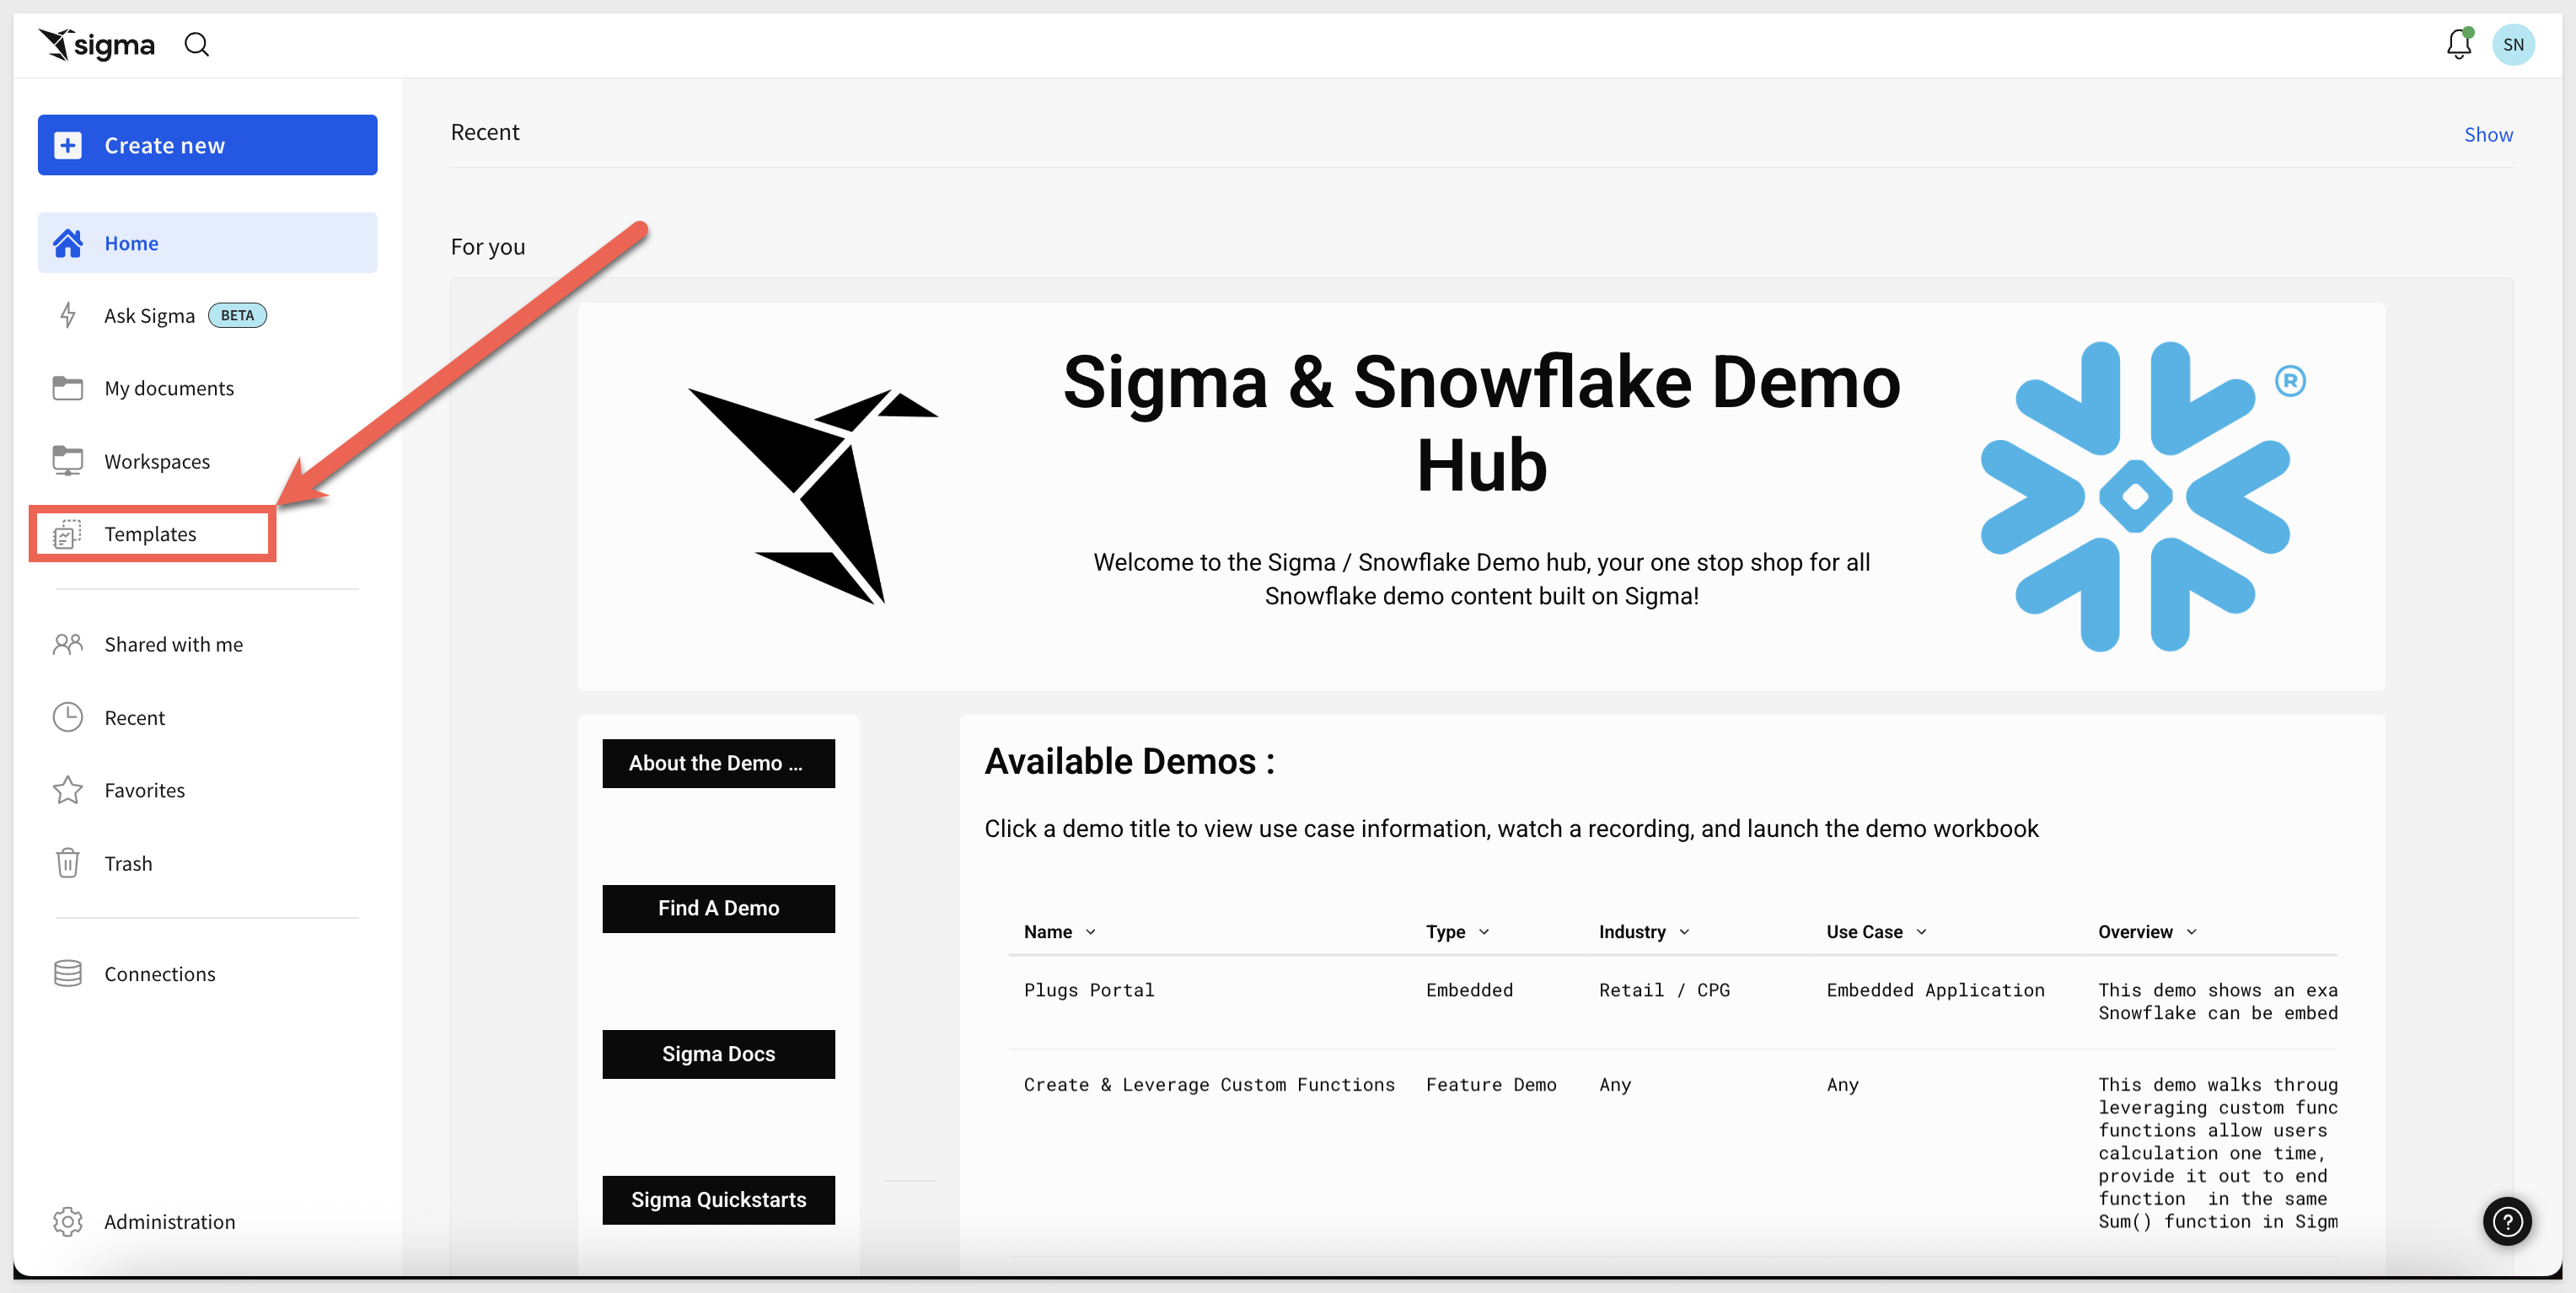 sigma
SN
Create new
Home
Ask Sigma BETA
My documents
Workspaces
Templates
Shared with me
Recent
Favorites
Trash
Connections
Administration
Recent
Show
For you
Sigma & Snowflake Demo
Hub
®
Welcome to the Sigma / Snowflake Demo hub, your one stop shop for all
Snowflake demo content built on Sigma!
About the Demo ...
Find A Demo
Sigma Docs
Sigma Quickstarts
Available Demos :
Click a demo title to view use case information, watch a recording, and launch the demo workbook
Name Type Industry Use Case Overview
Plugs Portal Embedded Retail / CPG Embedded Application This demo shows an exa
Snowflake can be embed
Create & Leverage Custom Functions Feature Demo Any Any This demo walks throug
leveraging custom func
functions allow users
calculation one time,
provide it out to end
function in the same
Sum() function in Sigm
?